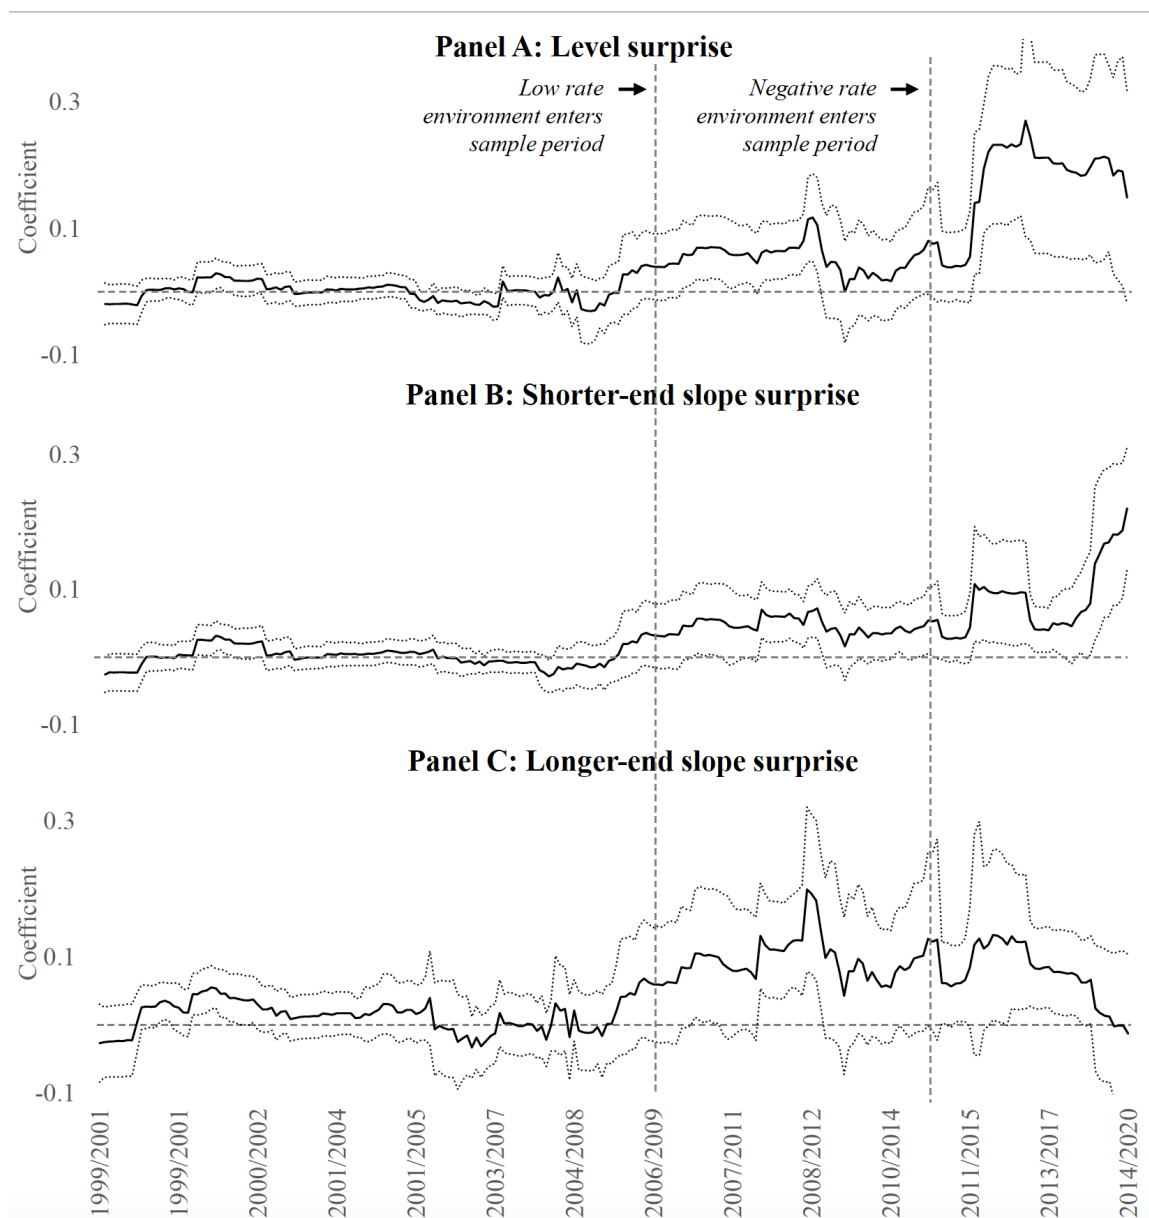 Panel A: Level surprise
Low rate
environment enters
sample period
Negative rate
environment enters
sample period
Coefficient
0.3
0.1
-0.1
Panel B: Shorter-end slope surprise
Coefficient
0.3
0.1
-0.1
Panel C: Longer-end slope surprise
Coefficient
0.3
0.1
-0.1
1999/2001
1999/2001
2000/2002
2001/2004
2001/2005
2003/2007
2004/2008
2006/2009
2007/2011
2008/2012
2010/2014
2011/2015
2013/2017
2014/2020